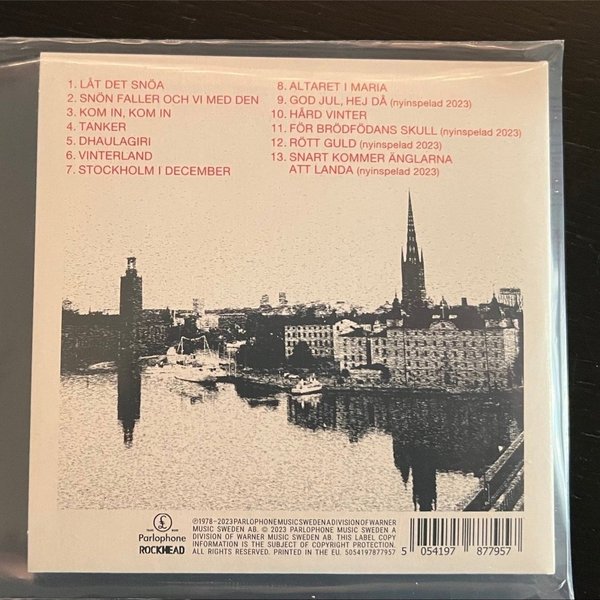 1. LÅT DET SNÖA
2. SNÖN FALLER OCH VI MED DEN
3. KOM IN, KOM IN
4. TANKER
5. DHAULAGIRI
6. VINTERLAND
7. STOCKHOLM I DECEMBER
8. ALTARET I MARIA
9. GOD JUL, HEJ DÅ (nyinspelad 2023)
10. HÅRD VINTER
11. FÖR BRÖDFÖDANS SKULL (nyinspelad 2023)
12. RÖTT GULD (nyinspelad 2023)
13. SNART KOMMER ÄNGLARNA
ATT LANDA (nyinspelad 2023)
Parlophone
ROCKHEAD
℗1978–2023 PARLOPHONE MUSIC SWEDEN A DIVISION OF WARNER
MUSIC SWEDEN AB. © 2023 PARLOPHONE MUSIC SWEDEN A
DIVISION OF WARNER MUSIC SWEDEN AB. THIS LABEL COPY
INFORMATION IS THE SUBJECT OF COPYRIGHT PROTECTION.
ALL RIGHTS RESERVED. PRINTED IN THE EU. 5054197877957
5 054197 877957